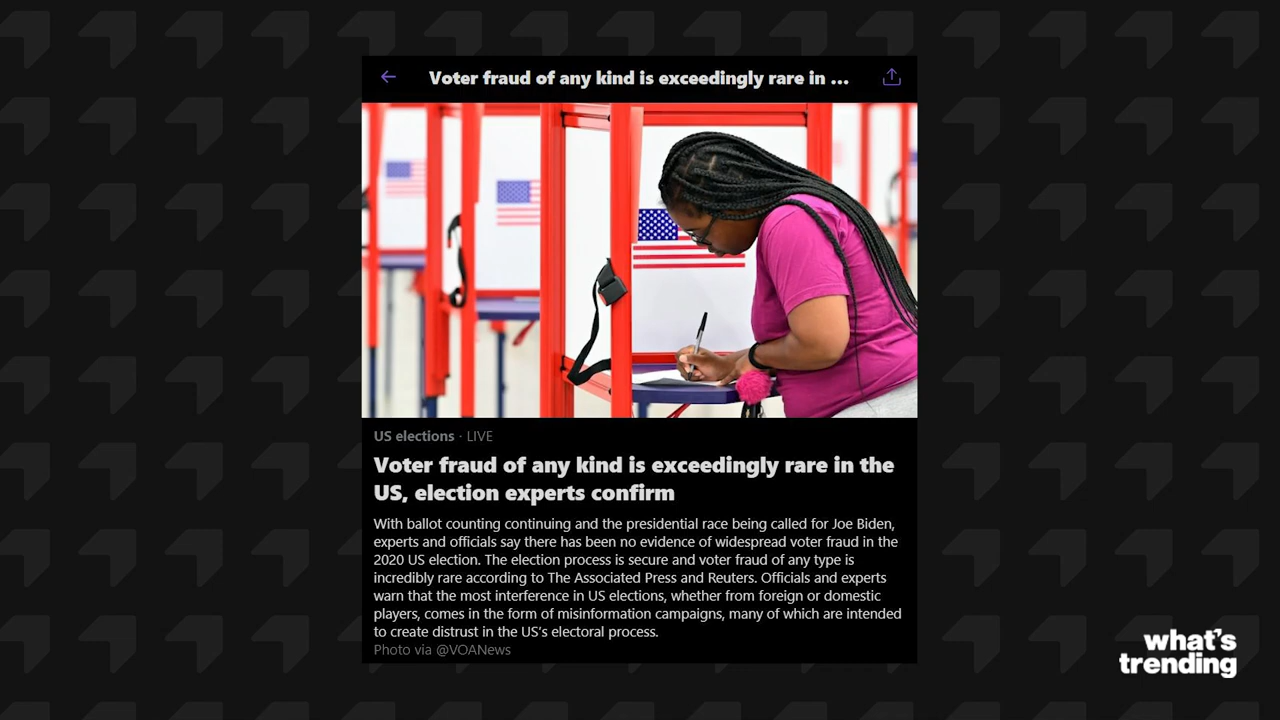 Voter fraud of any kind is exceedingly rare in ...
US elections · LIVE
Voter fraud of any kind is exceedingly rare in the
US, election experts confirm
With ballot counting continuing and the presidential race being called for Joe Biden,
experts and officials say there has been no evidence of widespread voter fraud in the
2020 US election. The election process is secure and voter fraud of any type is
incredibly rare according to The Associated Press and Reuters. Officials and experts
warn that the most interference in US elections, whether from foreign or domestic
players, comes in the form of misinformation campaigns, many of which are intended
to create distrust in the US’s electoral process.
Photo via @VOANews
what's
trending